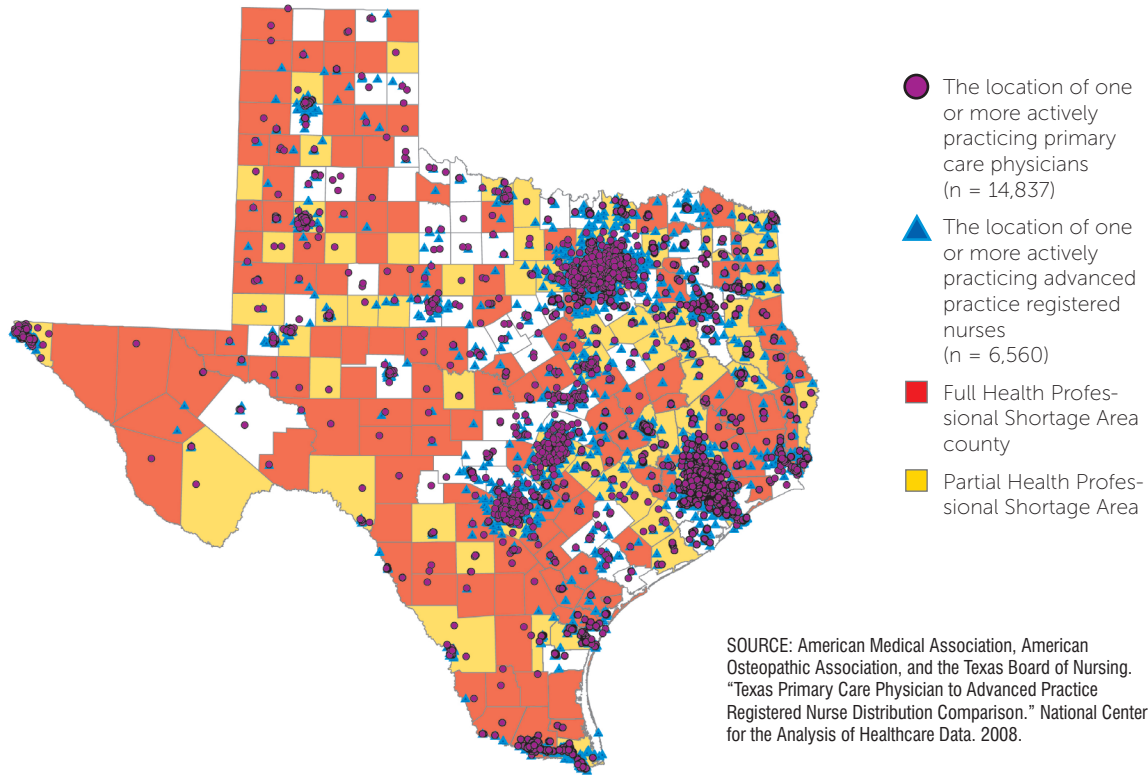 The location of one
or more actively
practicing primary
care physicians
(n = 14,837)
The location of one
or more actively
practicing advanced
practice registered
nurses
(n = 6,560)
Full Health Profes-
sional Shortage Area
county
Partial Health Profes-
sional Shortage Area
SOURCE: American Medical Association, American
Osteopathic Association, and the Texas Board of Nursing.
“Texas Primary Care Physician to Advanced Practice
Registered Nurse Distribution Comparison.” National Center
for the Analysis of Healthcare Data. 2008.